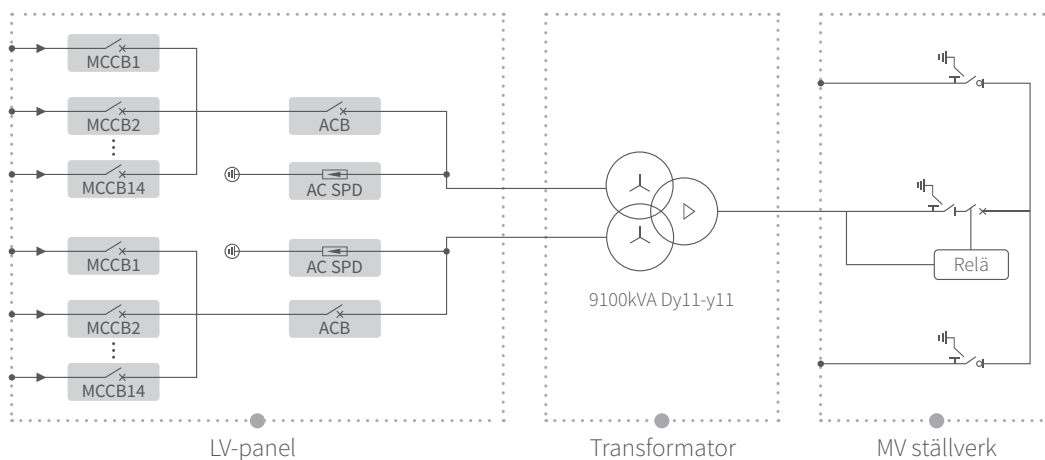 MCCB1
MCCB2
ACB
MCCB14
AC SPD
MCCB1
AC SPD
MCCB2
ACB
MCCB14
9100kVA Dy11-y11
Relä
LV-panel
Transformator
MV ställverk